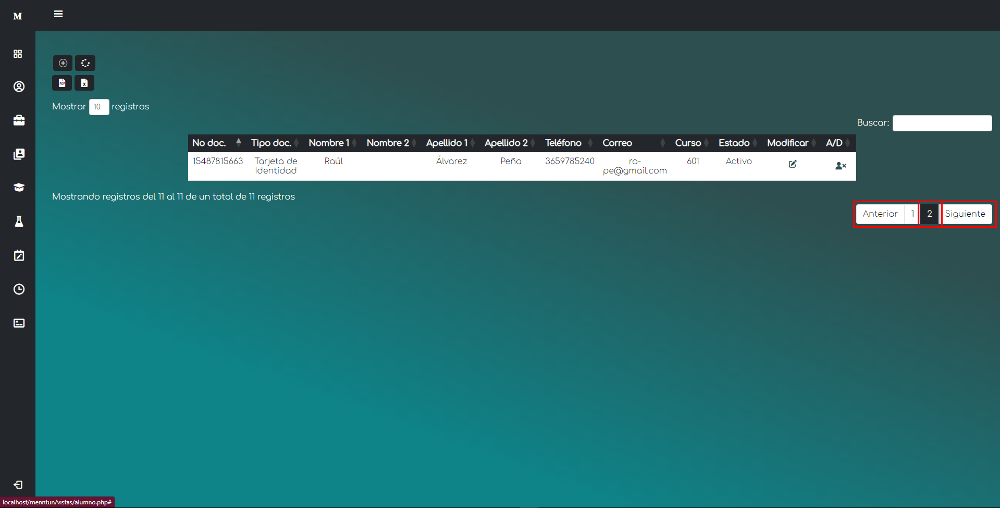 M
PDF
X
Mostrar 10 registros
Buscar:
No doc. Tipo doc. Nombre 1 Nombre 2 Apellido 1 Apellido 2 Teléfono Correo Curso Estado Modificar A/D
15487815663 Tarjeta de Raúl Álvarez Peña 3659785240 ra- 601 Activo
Identidad pe@gmail.com
Mostrando registros del 11 al 11 de un total de 11 registros
Anterior 1 2 Siguiente
localhost/menntun/vistas/alumno.php#